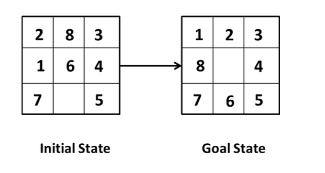 2 8 3
1 6 4
7 5
Initial State
1 2 3
8 4
7 6 5
Goal State